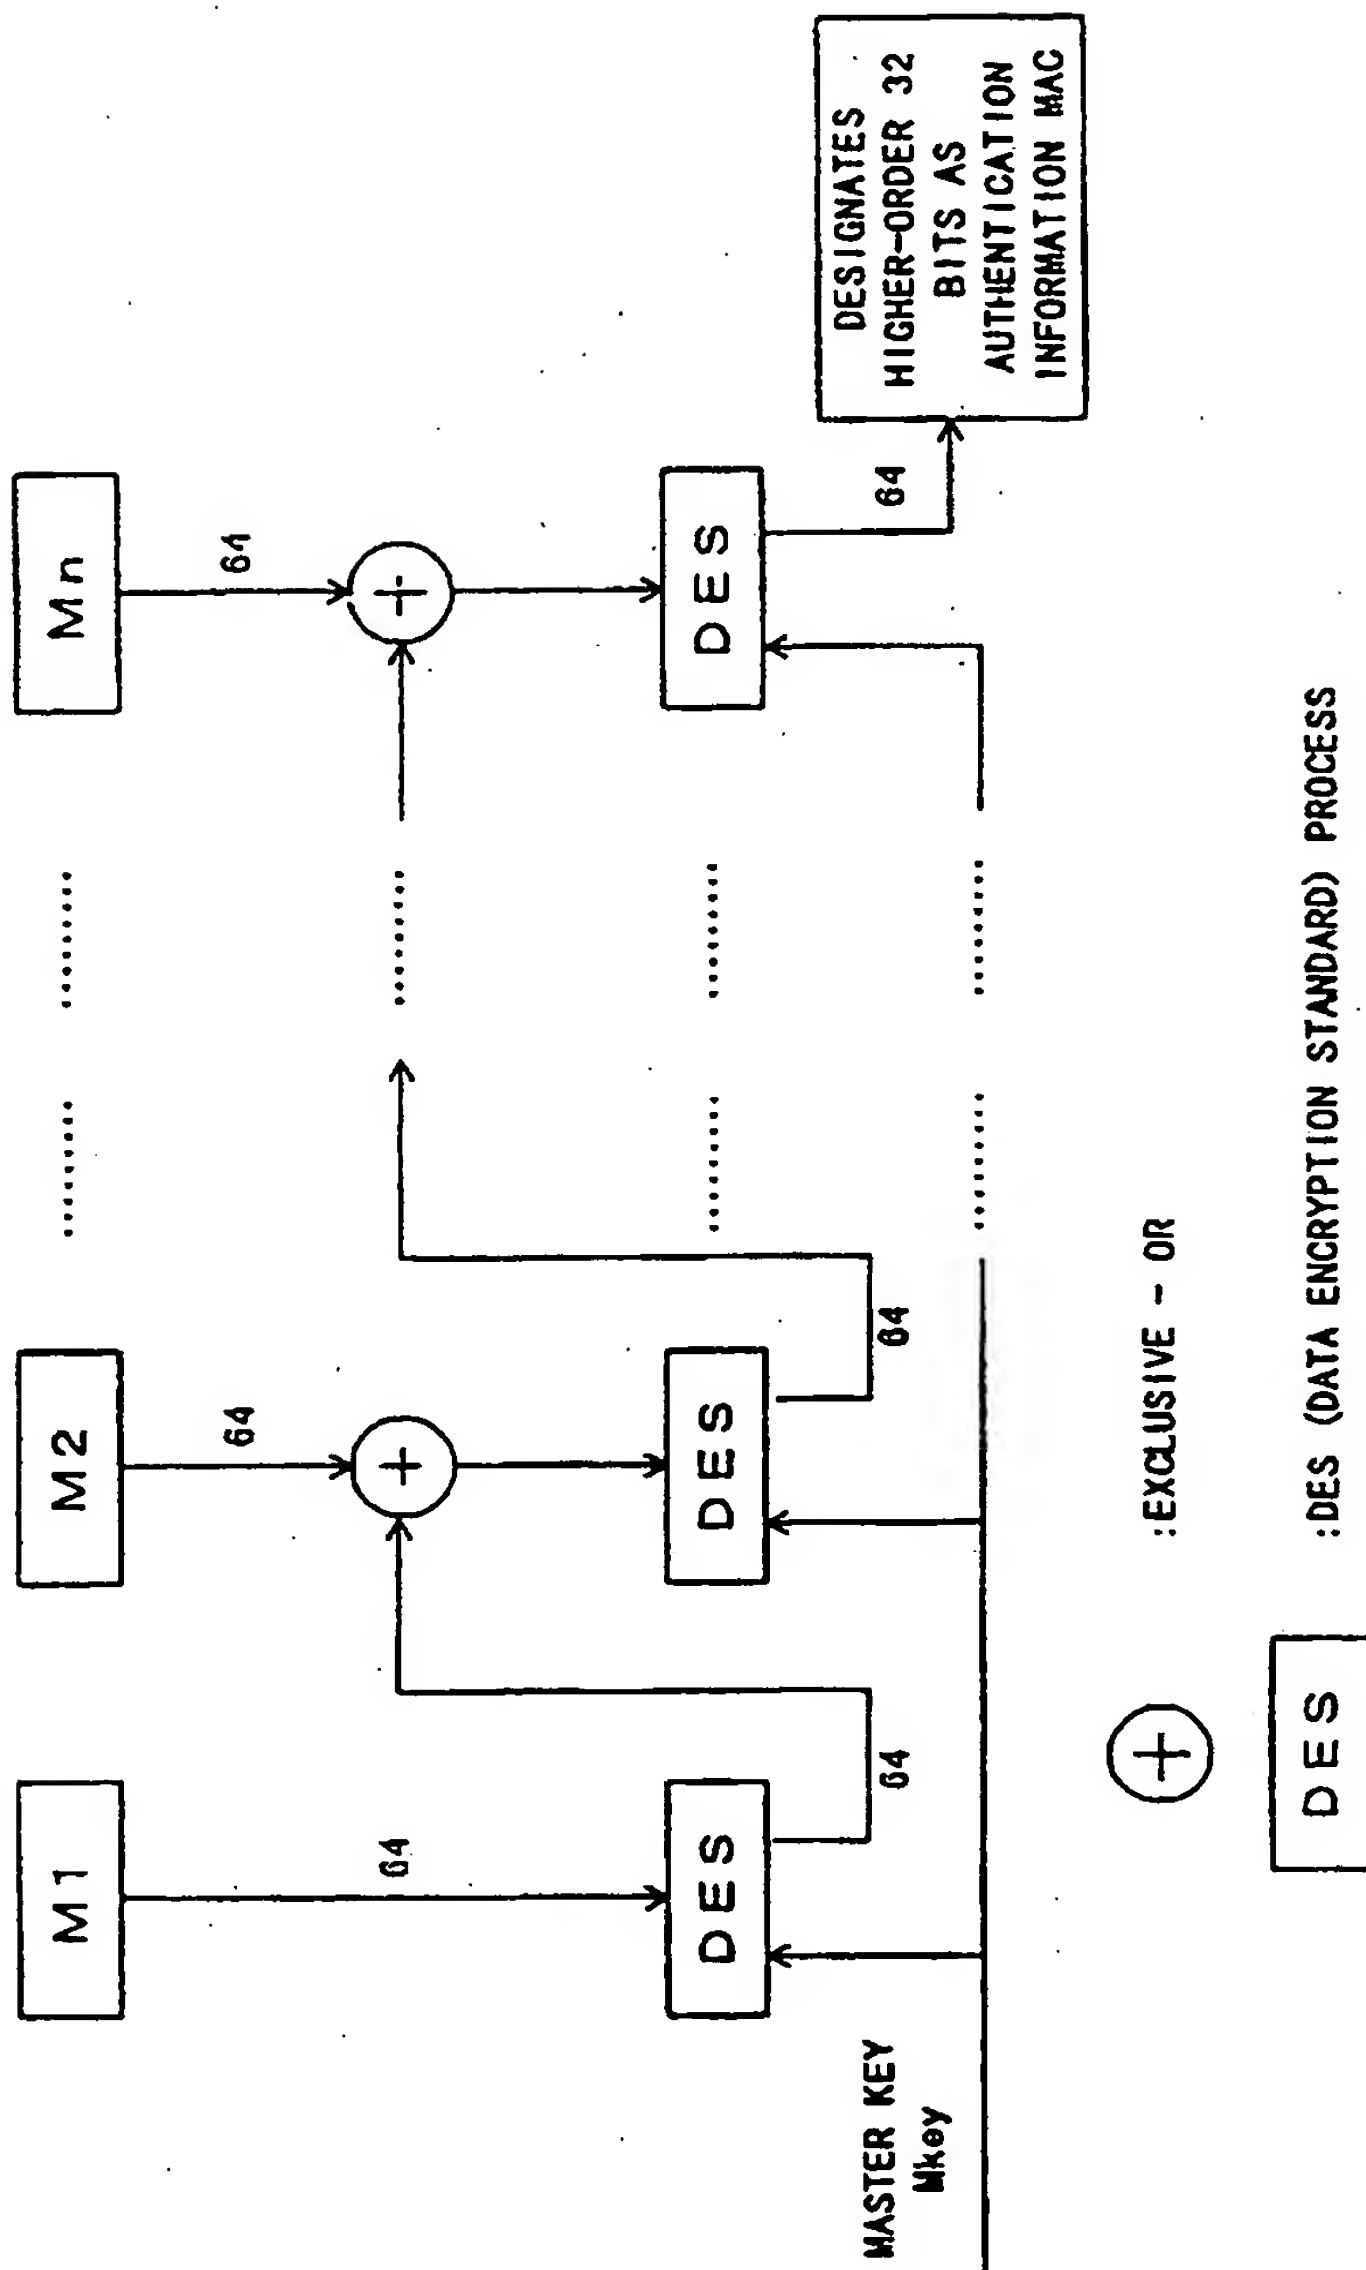 M1
M2
Mn
64
64
64
DES
DES
DES
64
64
64
MASTER KEY
Mkey
DESIGNATES
HIGHER-ORDER 32
BITS AS
AUTHENTICATION
INFORMATION MAC
+
+
+
:EXCLUSIVE - OR
DES
:DES (DATA ENCRYPTION STANDARD) PROCESS